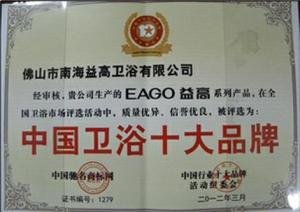 佛山市南海益高卫浴有限公司
经审核，贵公司生产的 EAGO 益高 系列产品，在全
国卫浴市场评选活动中，质量优异、信誉优良，被评选为：
中国卫浴十大品牌
中国驰名商标网
证书编号：1279
中国行业十大品牌
活动组委会
二〇一二年三月